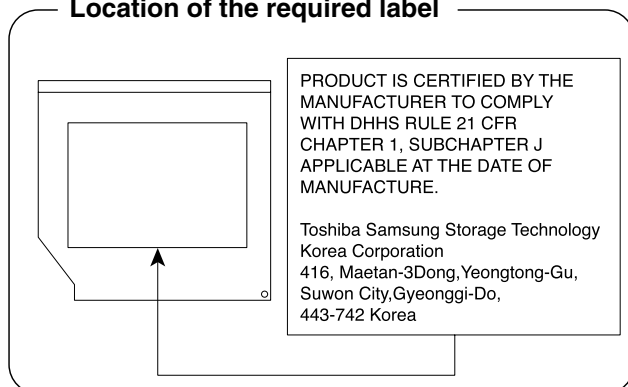 Location of the required label
PRODUCT IS CERTIFIED BY THE
MANUFACTURER TO COMPLY
WITH DHHS RULE 21 CFR
CHAPTER 1, SUBCHAPTER J
APPLICABLE AT THE DATE OF
MANUFACTURE.
Toshiba Samsung Storage Technology
Korea Corporation
416, Maetan-3Dong,Yeongtong-Gu,
Suwon City,Gyeonggi-Do,
443-742 Korea